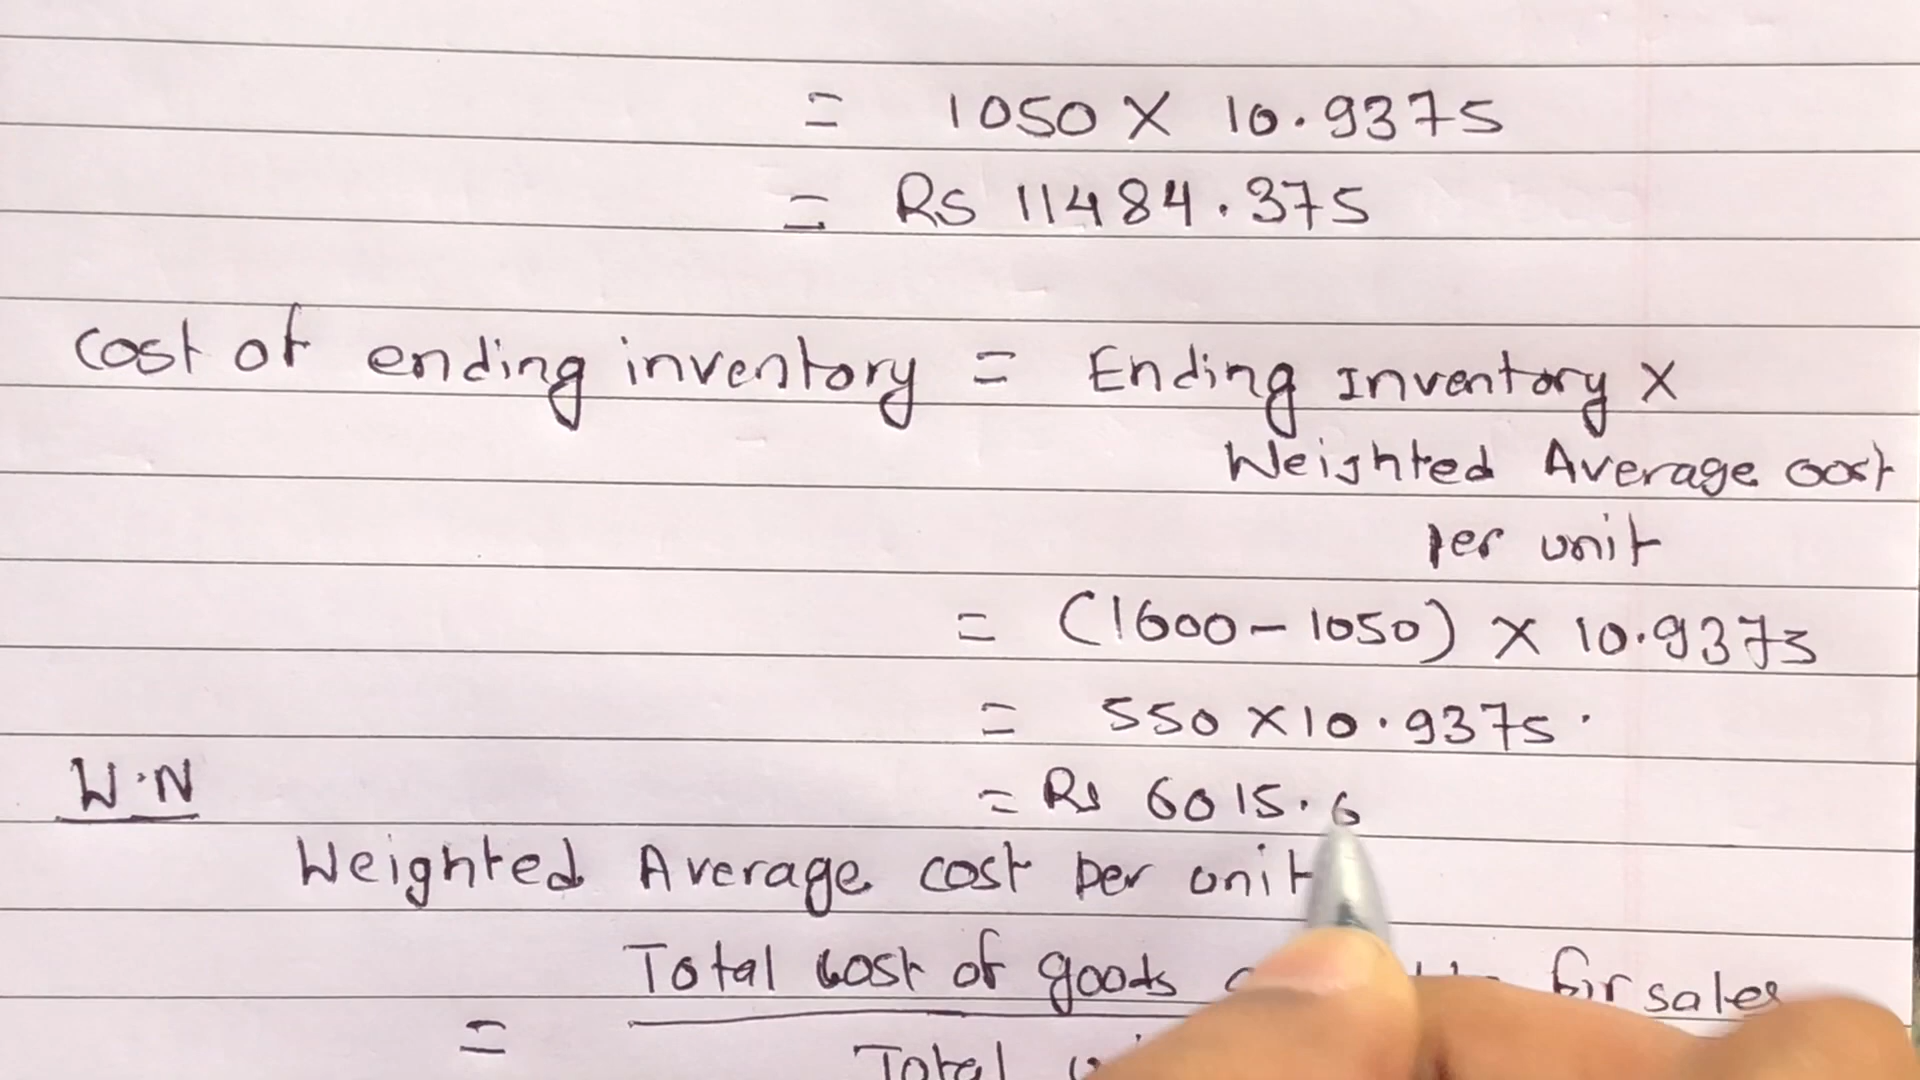 = 1050 X 10.9375
= Rs 11484.375
Cost of ending inventory = Ending Inventory X
Weighted Average cost
per unit
= (1600-1050) X 10.9375
= 550 X 10.9375
= Rs 6015.6
W.N
Weighted Average cost per unit
Total cost of goods for sales
=
Total